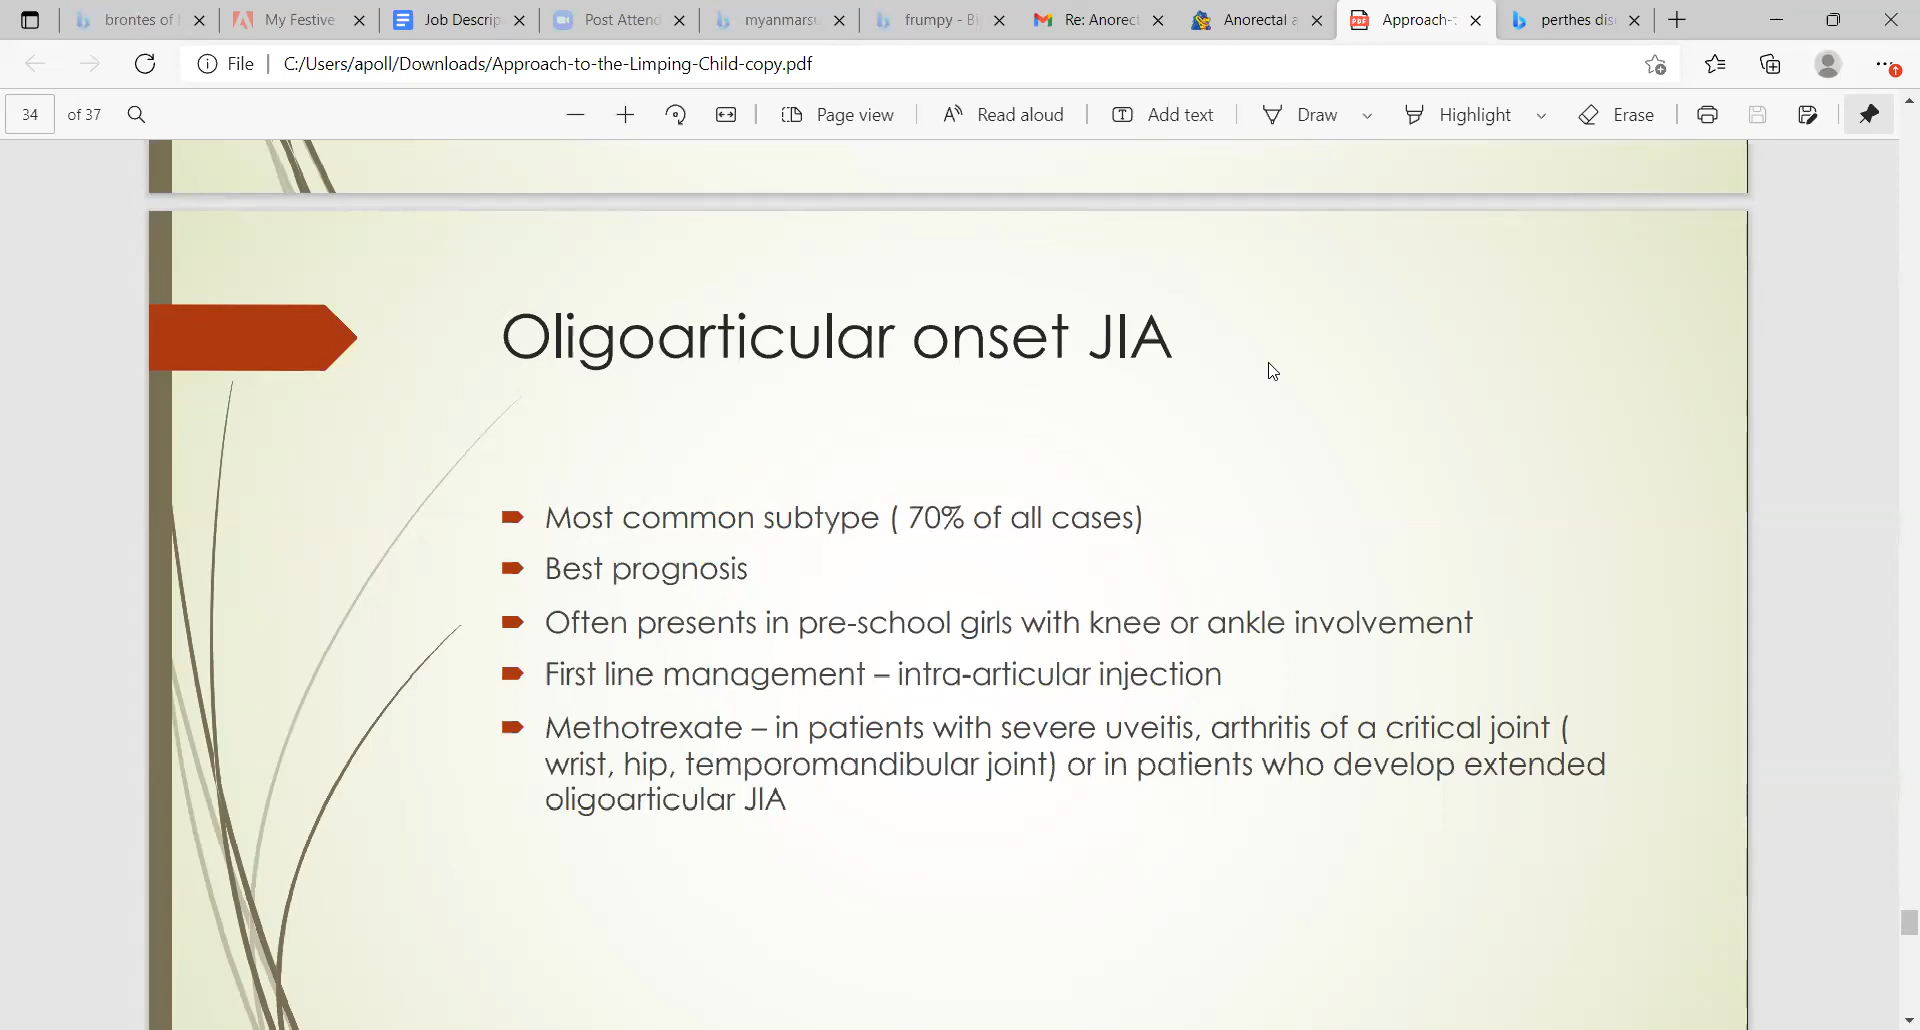 brontes of
My Festive
Job Descrip
Post Attend
myanmarsu
frumpy - Bi
Re: Anorect
Anorectal a
Approach-t
perthes dis
File
C:/Users/apoll/Downloads/Approach-to-the-Limping-Child-copy.pdf
34 of 37
Page view
Read aloud
Add text
Draw
Highlight
Erase
Oligoarticular onset JIA
Most common subtype ( 70% of all cases)
Best prognosis
Often presents in pre-school girls with knee or ankle involvement
First line management – intra-articular injection
Methotrexate – in patients with severe uveitis, arthritis of a critical joint (
wrist, hip, temporomandibular joint) or in patients who develop extended
oligoarticular JIA